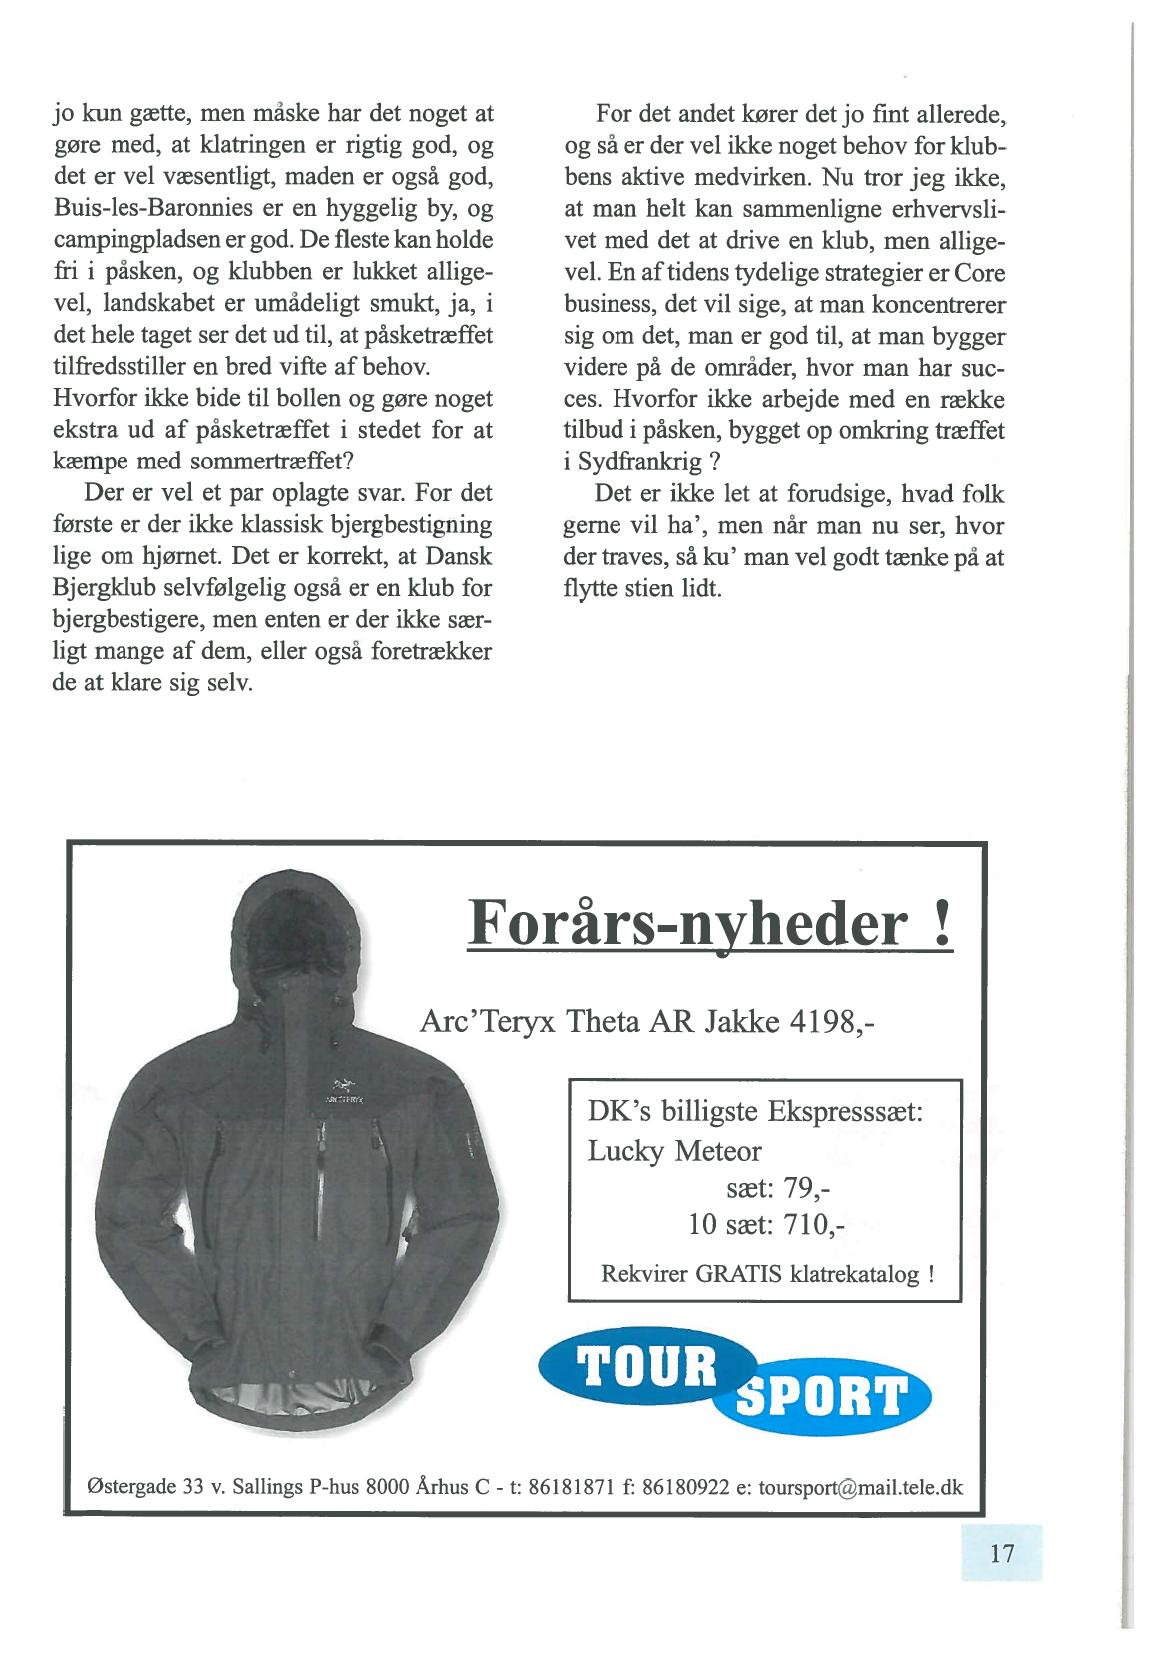 jo kun gætte, men måske har det noget at
gøre med, at klatringen er rigtig god, og
det er vel væsentligt, maden er også god,
Buis-les-Baronnies er en hyggelig by, og
campingpladsen er god. De fleste kan holde
fri i påsken, og klubben er lukket allige-
vel, landskabet er umådeligt smukt, ja, i
det hele taget ser det ud til, at påsketræffet
tilfredsstiller en bred vifte af behov.
Hvorfor ikke bide til bollen og gøre noget
ekstra ud af påsketræffet i stedet for at
kæmpe med sommertræffet?
Der er vel et par oplagte svar. For det
første er der ikke klassisk bjergbestigning
lige om hjørnet. Det er korrekt, at Dansk
Bjergklub selvfølgelig også er en klub for
bjergbestigere, men enten er der ikke sær-
ligt mange af dem, eller også foretrækker
de at klare sig selv.
For det andet kører det jo fint allerede,
og så er der vel ikke noget behov for klub-
bens aktive medvirken. Nu tror jeg ikke,
at man helt kan sammenligne erhvervsli-
vet med det at drive en klub, men allige-
vel. En af tidens tydelige strategier er Core
business, det vil sige, at man koncentrerer
sig om det, man er god til, at man bygger
videre på de områder, hvor man har suc-
ces. Hvorfor ikke arbejde med en række
tilbud i påsken, bygget op omkring træffet
i Sydfrankrig ?
Det er ikke let at forudsige, hvad folk
gerne vil ha', men når man nu ser, hvor
der traves, så ku' man vel godt tænke på at
flytte stien lidt.
Forårs-nyheder !
Arc'Teryx Theta AR Jakke 4198,-
ARC'TERYX
DK's billigste Ekspresssæt:
Lucky Meteor
sæt: 79,-
10 sæt: 710,-
Rekvirer GRATIS klatrekatalog !
TOUR
SPORT
Østergade 33 v. Sallings P-hus 8000 Århus C - t: 86181871 f: 86180922 e: toursport@mail.tele.dk
17